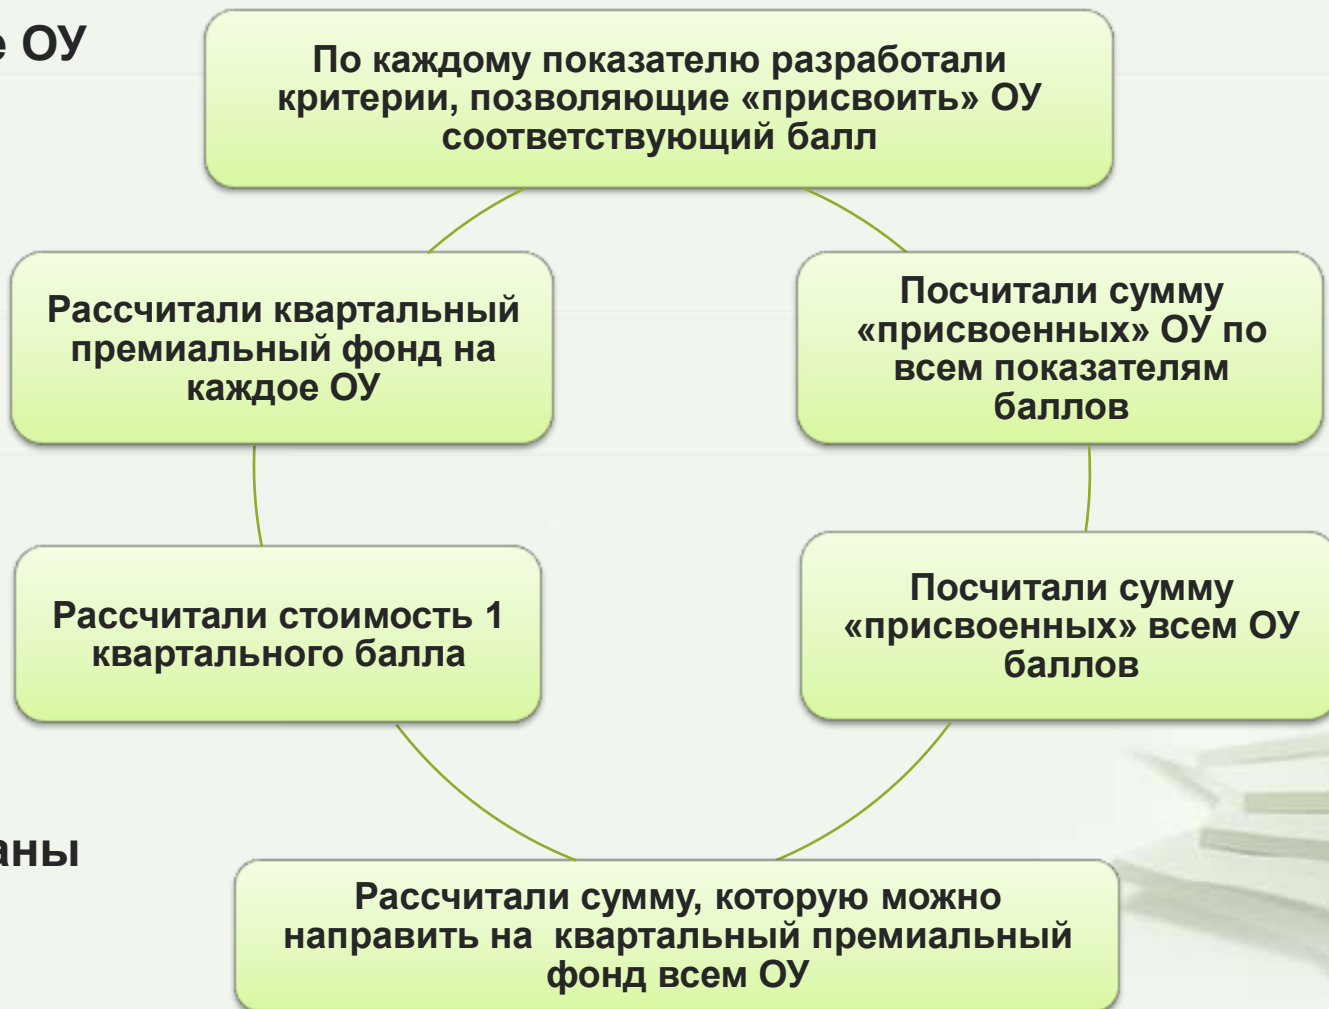 ОУ
По каждому показателю разработали
критерии, позволяющие «присвоить» ОУ
соответствующий балл
Посчитали сумму
«присвоенных» ОУ по
всем показателям
баллов
Посчитали сумму
«присвоенных» всем ОУ
баллов
Рассчитали сумму, которую можно
направить на квартальный премиальный
фонд всем ОУ
Рассчитали стоимость 1
квартального балла
Рассчитали квартальный
премиальный фонд на
каждое ОУ